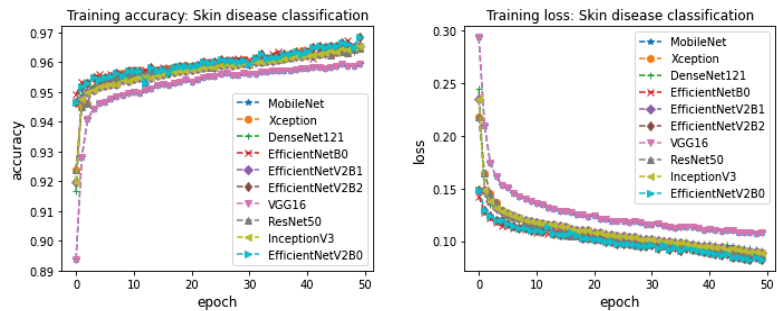 Training accuracy: Skin disease classification
0.97
0.96
0.95
0.94
0.93
0.92
0.91
0.90
0.89
accuracy
MobileNet
Xception
DenseNet121
EfficientNetB0
EfficientNetV2B1
EfficientNetV2B2
VGG16
ResNet50
InceptionV3
EfficientNetV2B0
0
10
20
30
40
50
epoch
Training loss: Skin disease classification
0.30
0.25
0.20
0.15
0.10
loss
MobileNet
Xception
DenseNet121
EfficientNetB0
EfficientNetV2B1
EfficientNetV2B2
VGG16
ResNet50
InceptionV3
EfficientNetV2B0
0
10
20
30
40
50
epoch